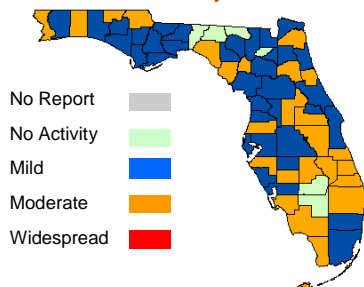 No Report
No Activity
Mild
Moderate
Widespread